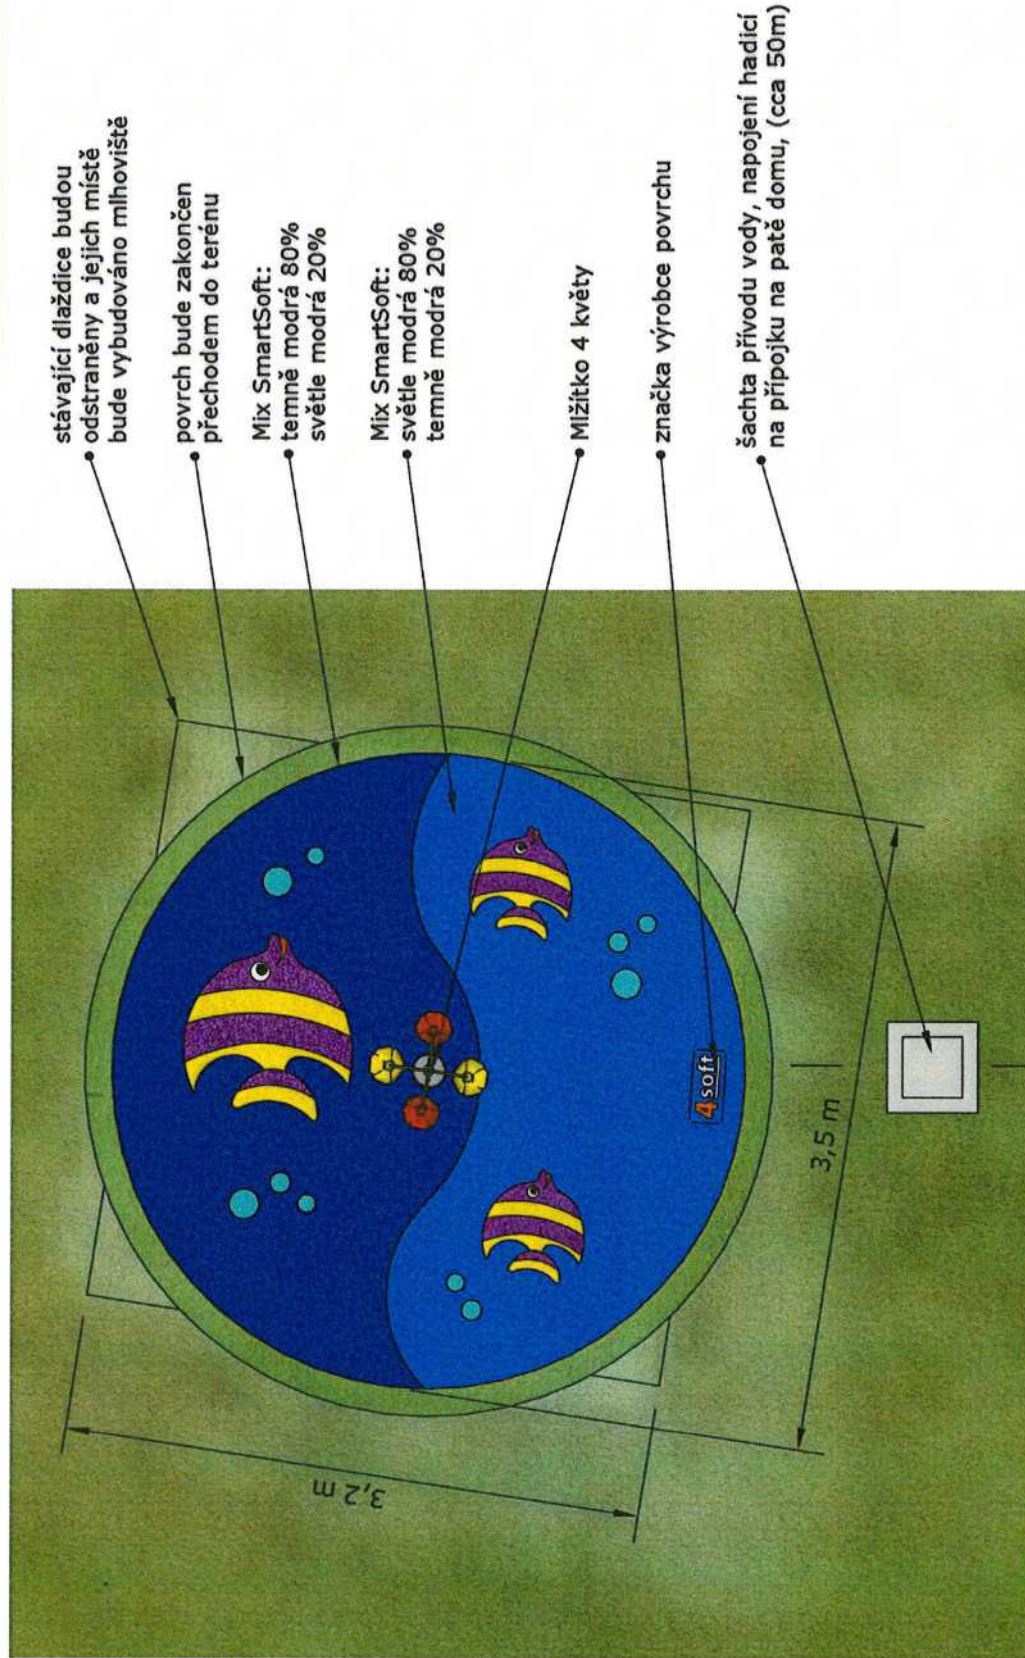 stávající dlaždice budou
odstraněny a jejich místě
bude vybudováno mlhoviště
povrch bude zakončen
přechodem do terénu
Mix SmartSoft:
temně modrá 80%
světle modrá 20%
Mix SmartSoft:
světle modrá 80%
temně modrá 20%
Mlžítko 4 květy
značka výrobce povrchu
šachta přívodu vody, napojení hadicí
na přípojku na patě domu, (cca 50m)
4soft
3,5 m
3,2 m